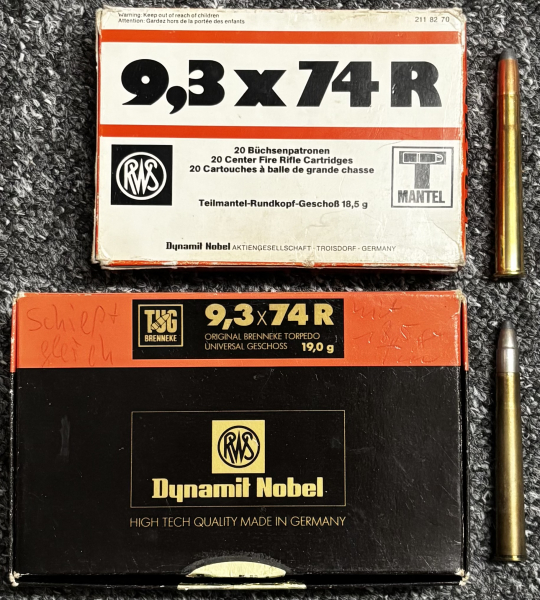 Warning: Keep out of reach of children
Attention: Gardez hors de la portée des enfants.
211 82 70
9,3 x 74 R
20 Büchsenpatronen
20 Center Fire Rifle Cartridges
20 Cartouches à balle de grande chasse
RWS
T
MANTEL
Teilmantel-Rundkopf-Geschoß 18,5 g
Dynamit Nobel AKTIENGESELLSCHAFT · TROISDORF · GERMANY
Schießt
gleich
mit
TUG
BRENNEKE
9,3 x 74 R
ORIGINAL BRENNEKE TORPEDO
UNIVERSAL GESCHOSS 19,0 g
RWS
Dynamit Nobel
HIGH TECH QUALITY MADE IN GERMANY